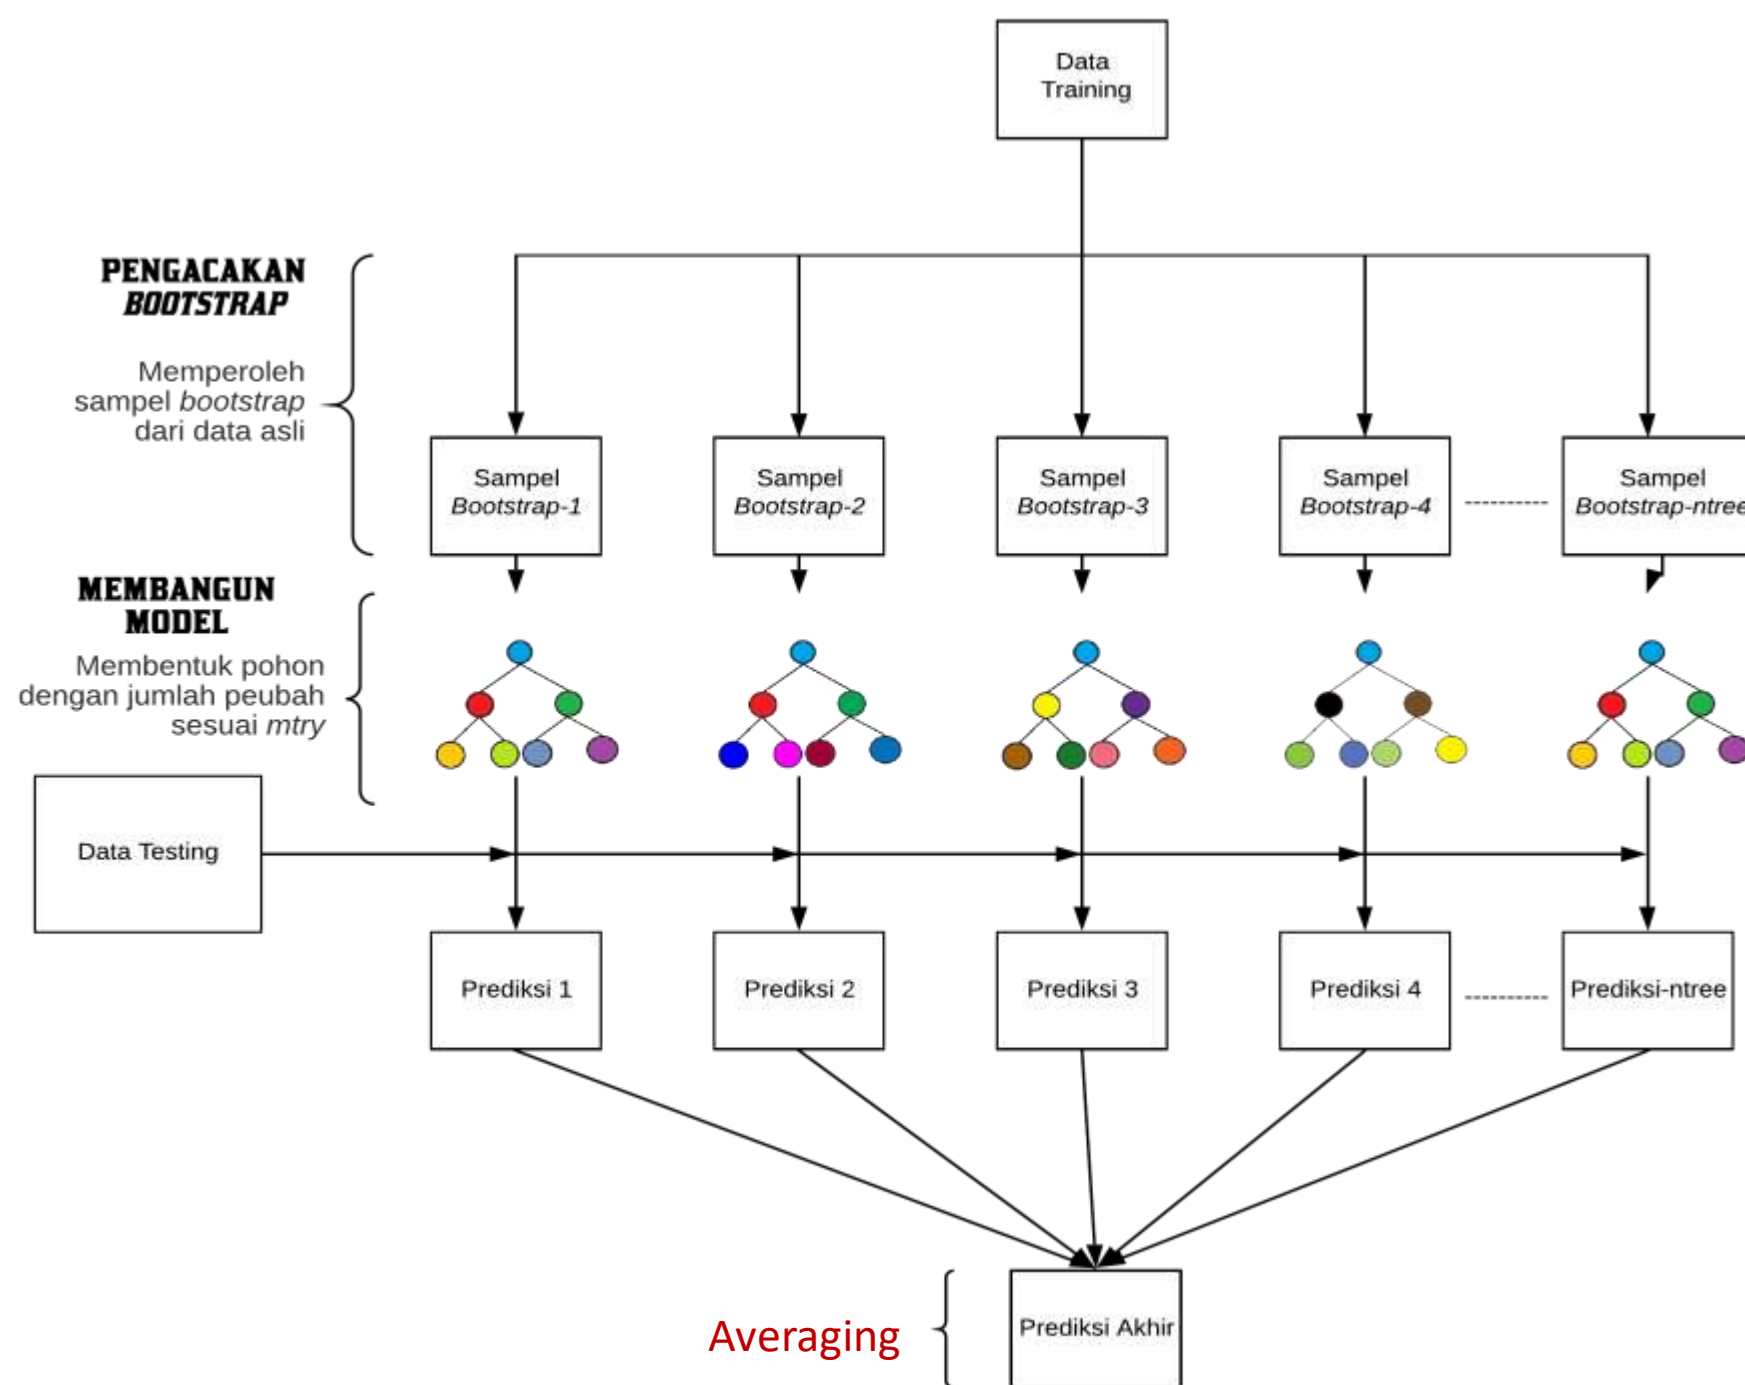 Data
Training
PENGACAKAN
BOOTSTRAP
Memperoleh
sampel bootstrap
dari data asli
Sampel
Bootstrap-1
Sampel
Bootstrap-2
Sampel
Bootstrap-3
Sampel
Bootstrap-4
Sampel
Bootstrap-ntree
MEMBANGUN
MODEL
Membentuk pohon
dengan jumlah peubah
sesuai mtry
Data Testing
Prediksi 1
Prediksi 2
Prediksi 3
Prediksi 4
Prediksi-ntree
Averaging
Prediksi Akhir